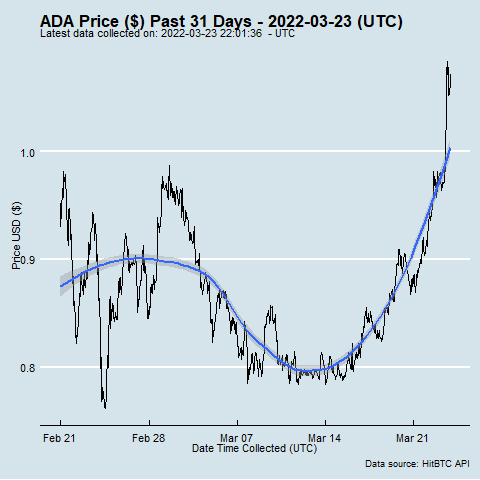 ADA Price ($) Past 31 Days - 2022-03-23 (UTC)
Latest data collected on: 2022-03-23 22:01:36 - UTC
1.0
0.9
0.8
Price USD ($)
Feb 21
Feb 28
Mar 07
Mar 14
Mar 21
Date Time Collected (UTC)
Data source: HitBTC API